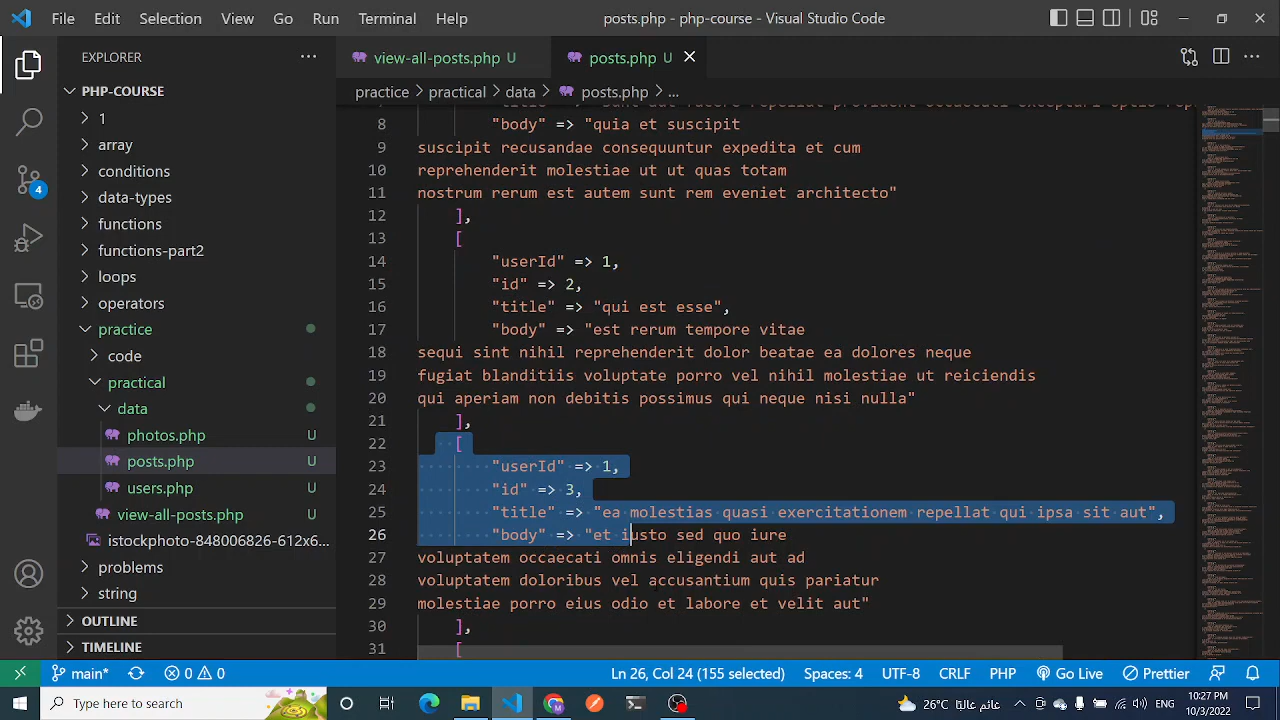 File Edit Selection View Go Run ··· posts.php - php-course - Visual Studio Code
EXPLORER
PHP-COURSE
1
array
conditions
data-types
functions
functions-part2
loops
operators
practice
code
practical
data
photos.php U
posts.php U
users.php U
view-all-posts.php U
istockphoto-848006826-612x6...
problems
string
OUTLINE
TIMELINE
4
view-all-posts.php U posts.php U
practice > practical > data > posts.php > ...
8 "body" => "quia et suscipit
9 suscipit recusandae consequuntur expedita et cum
10 reprehenderit molestiae ut ut quas totam
11 nostrum rerum est autem sunt rem eveniet architecto"
12 ],
13 [
14 "userId" => 1,
15 "id" => 2,
16 "title" => "qui est esse",
17 "body" => "est rerum tempore vitae
18 sequi sint nihil reprehenderit dolor beatae ea dolores neque
19 fugiat blanditiis voluptate porro vel nihil molestiae ut reiciendis
20 qui aperiam non debitis possimus qui neque nisi nulla"
21 ],
22 [
23 "userId" => 1,
24 "id" => 3,
25 "title" => "ea molestias quasi exercitationem repellat qui ipsa sit aut",
26 "body" => "et iusto sed quo iure
27 voluptatem occaecati omnis eligendi aut ad
28 voluptatem doloribus vel accusantium quis pariatur
29 molestiae porro eius odio et labore et velit aut"
30 ],
31 [
main* 0 0 Ln 26, Col 24 (155 selected) Spaces: 4 UTF-8 CRLF PHP Go Live Prettier
Type here to search
26°C
10:27 PM
10/3/2022